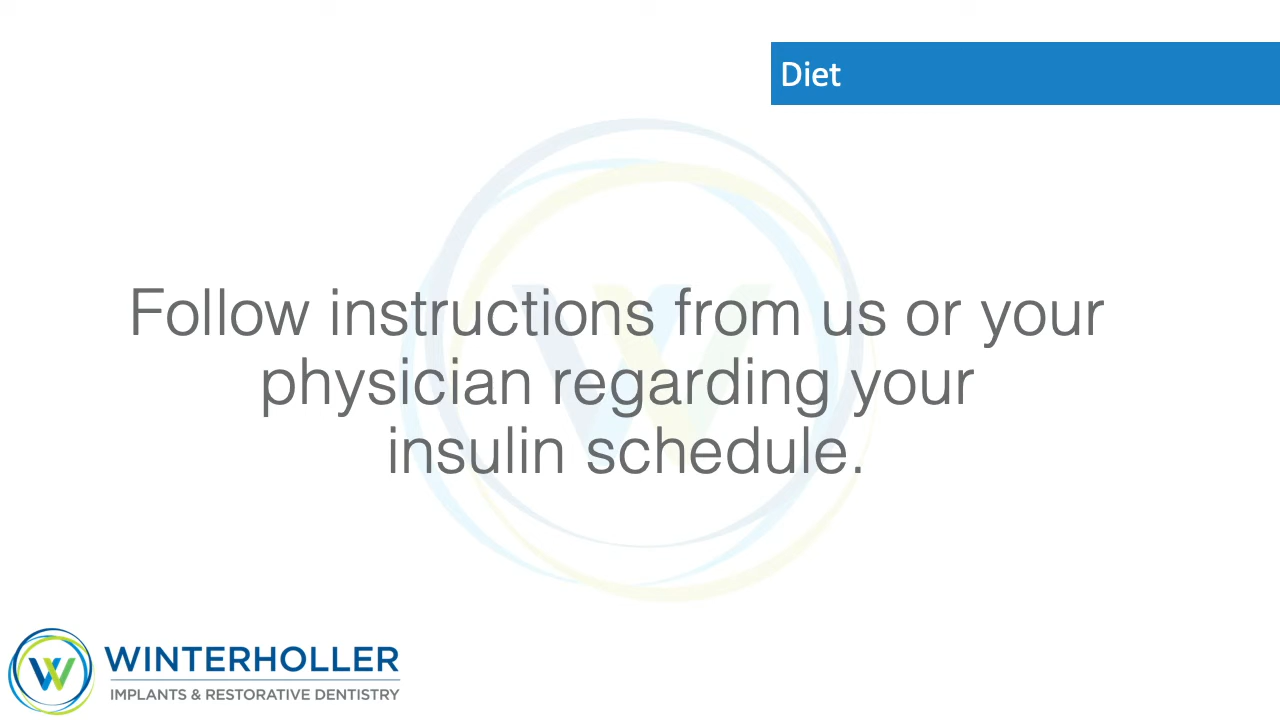 Diet
Follow instructions from us or your
physician regarding your
insulin schedule.
WINTERHOLLER
IMPLANTS & RESTORATIVE DENTISTRY